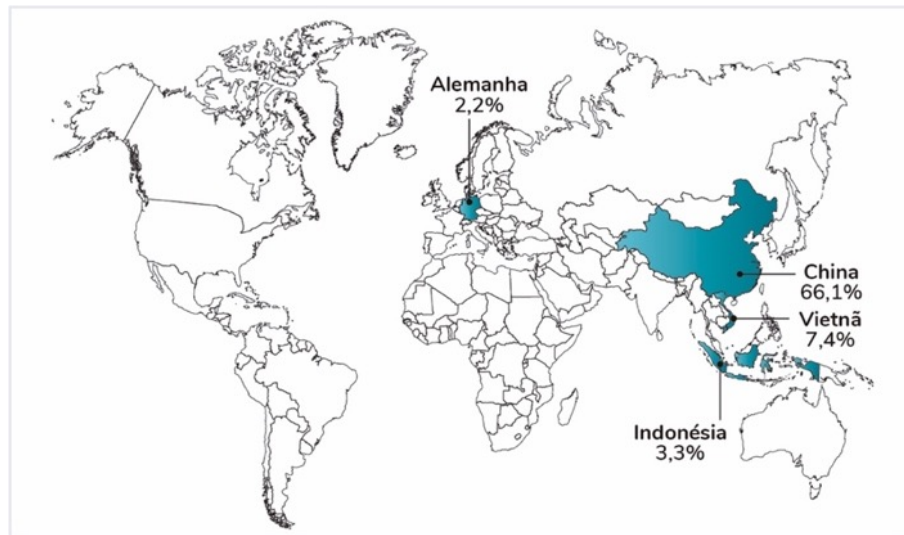 Alemanha
2,2%
China
66,1%
Vietnã
7,4%
Indonésia
3,3%